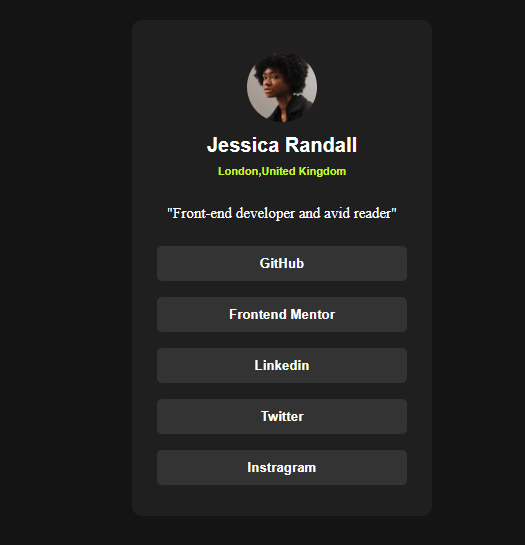 Jessica Randall
London,United Kingdom
"Front-end developer and avid reader"
GitHub
Frontend Mentor
Linkedin
Twitter
Instragram